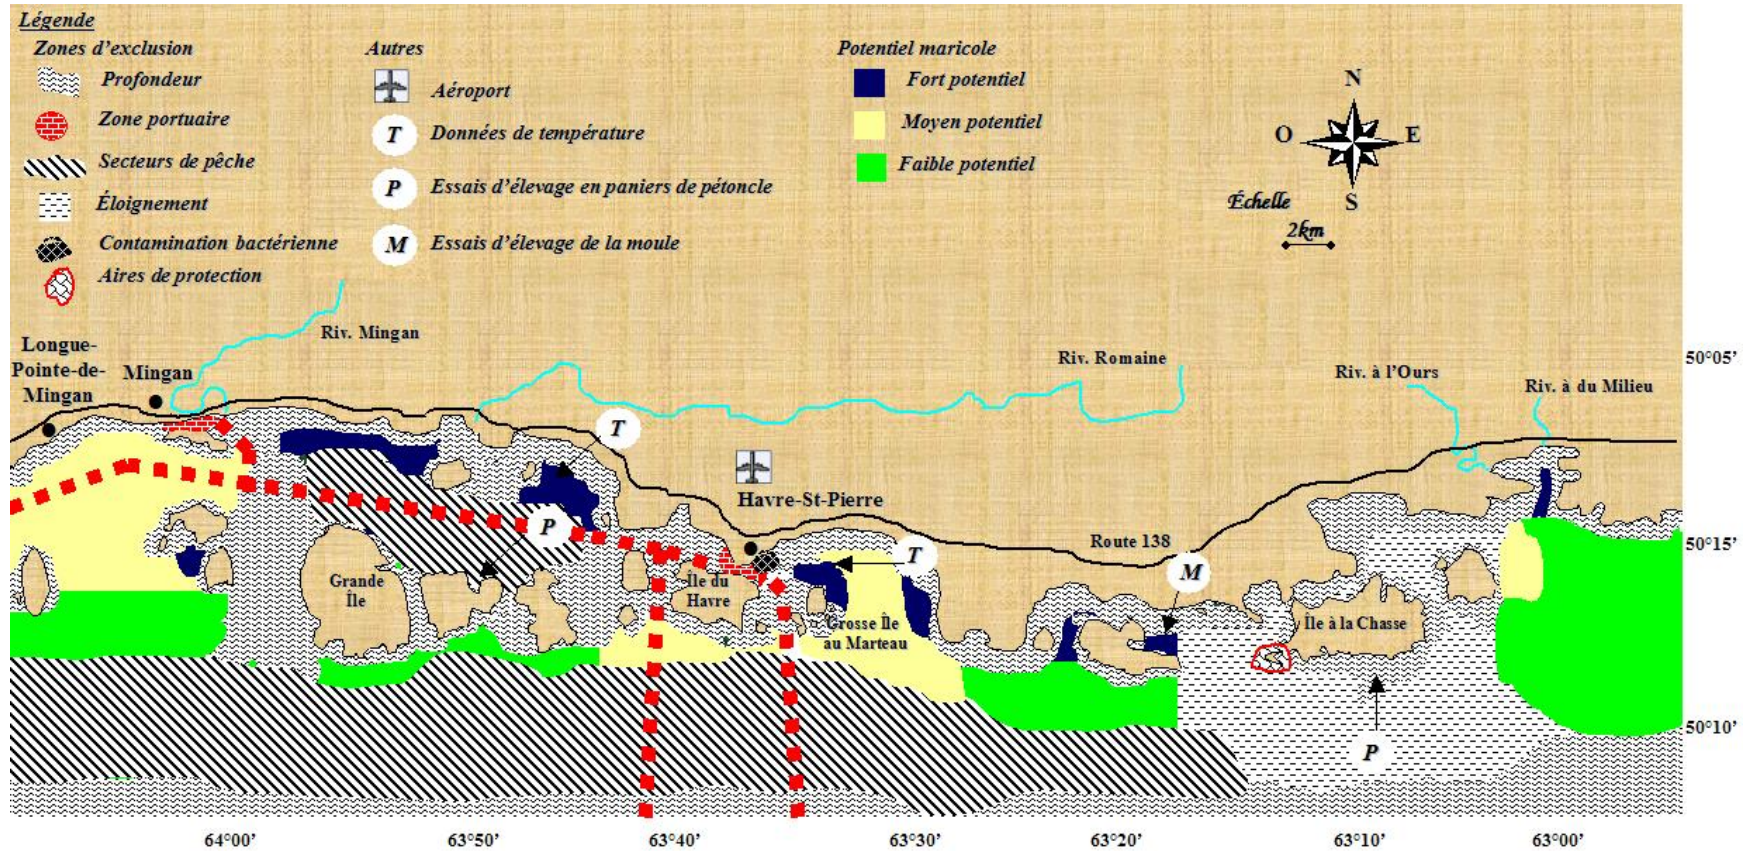 Légende
Zones d'exclusion
Profondeur
Zone portuaire
Secteurs de pêche
Éloignement
Contamination bactérienne
Aires de protection
Autres
Aéroport
T Données de température
P Essais d'élevage en paniers de pétoncle
M Essais d'élevage de la moule
Potentiel maricole
Fort potentiel
Moyen potentiel
Faible potentiel
N
O E
S
Échelle
2km
Riv. Mingan
Longue-
Pointe-de-
Mingan
Mingan
Riv. Romaine
Riv. à l'Ours
Riv. à du Milieu
50°05'
T
Havre-St-Pierre
P
Route 138
50°15'
T
M
Grande
Île
Île du
Havre
Grosse Île
au Marteau
Île à la Chasse
50°10'
P
64°00'
63°50'
63°40'
63°30'
63°20'
63°10'
63°00'